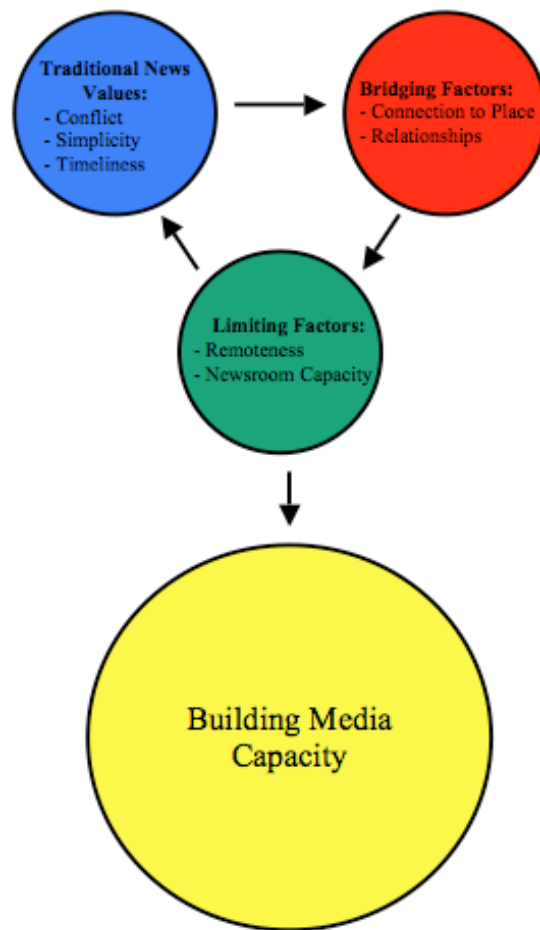 Traditional News
Values:
- Conflict
- Simplicity
- Timeliness
Bridging Factors:
- Connection to Place
- Relationships
Limiting Factors:
- Remoteness
- Newsroom Capacity
Building Media
Capacity